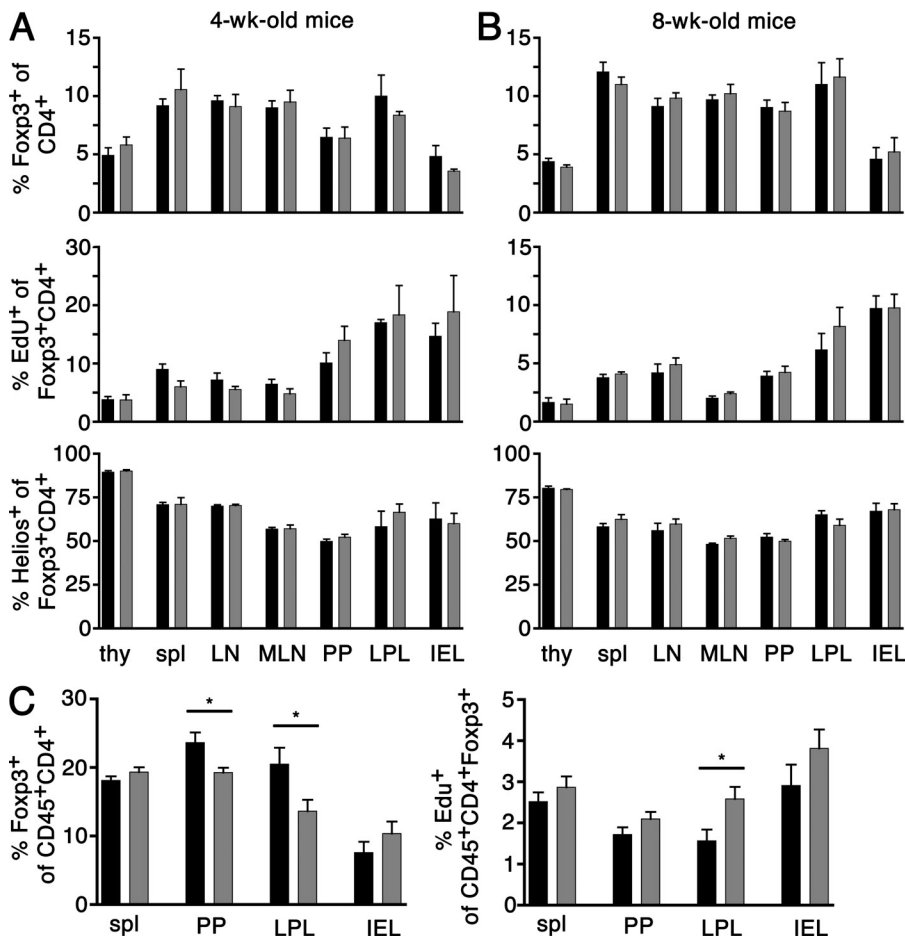 A
4-wk-old mice
B
8-wk-old mice
% Foxp3⁺ of
CD4⁺
15
10
5
0
15
10
5
0
% EdU⁺ of
Foxp3⁺CD4⁺
30
20
10
0
15
10
5
0
% Helios⁺ of
Foxp3⁺CD4⁺
100
75
50
25
0
100
75
50
25
0
thy spl LN MLN PP LPL IEL
thy spl LN MLN PP LPL IEL
C
% Foxp3⁺
of CD45⁺CD4⁺
30
20
10
0
*
*
spl PP LPL IEL
% Edu⁺
of CD45⁺CD4⁺Foxp3⁺
5
4
3
2
1
0
*
spl PP LPL IEL